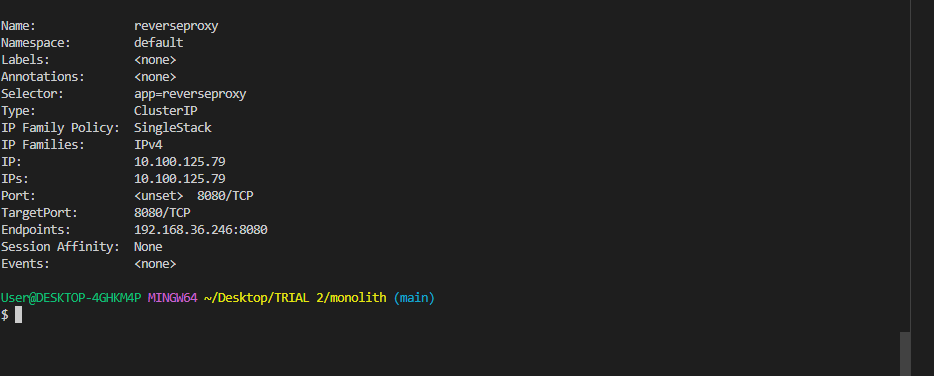 Name:              reverseproxy
Namespace:         default
Labels:            <none>
Annotations:       <none>
Selector:          app=reverseproxy
Type:              ClusterIP
IP Family Policy:  SingleStack
IP Families:       IPv4
IP:                10.100.125.79
IPs:               10.100.125.79
Port:              <unset>  8080/TCP
TargetPort:        8080/TCP
Endpoints:         192.168.36.246:8080
Session Affinity:  None
Events:            <none>
User@DESKTOP-4GHKM4P MINGW64 ~/Desktop/TRIAL 2/monolith (main)
$